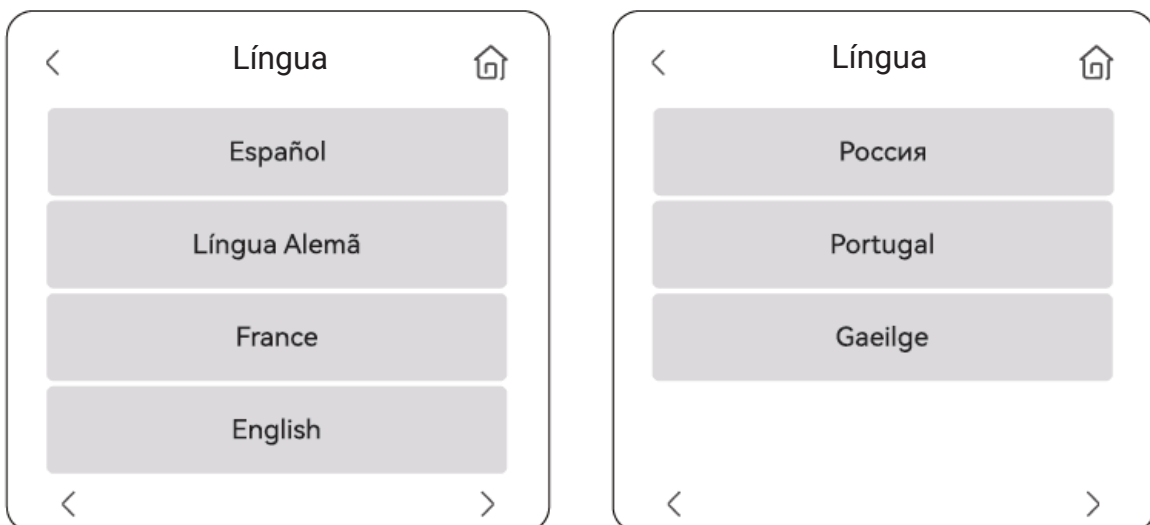 Língua
Español
Língua Alemã
France
English
Língua
Россия
Portugal
Gaeilge